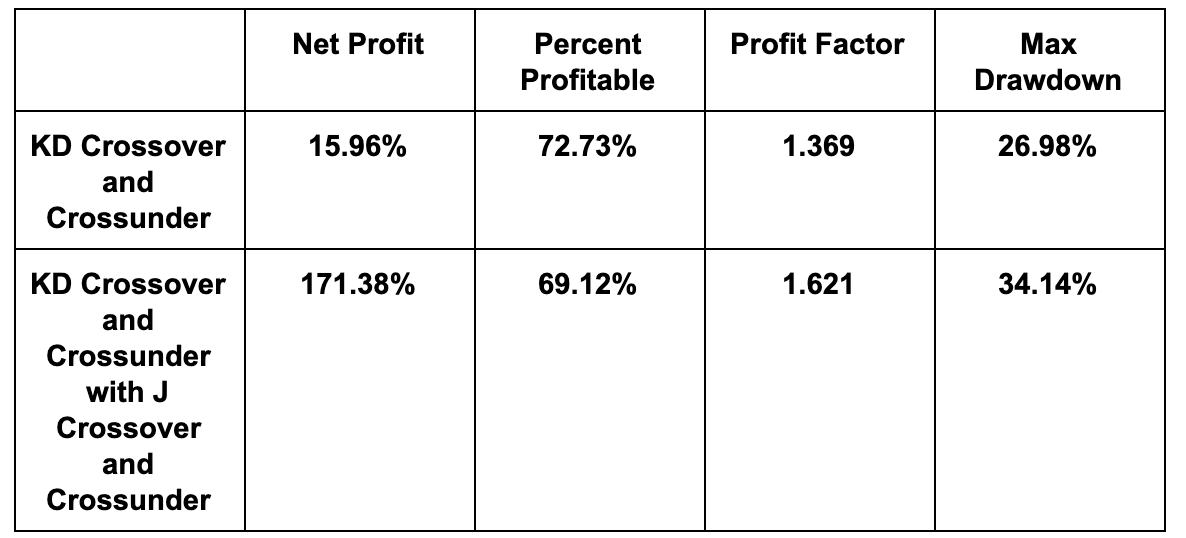 Net Profit
Percent
Profitable
Profit Factor
Max
Drawdown
KD Crossover
and
Crossunder
15.96%
72.73%
1.369
26.98%
KD Crossover
and
Crossunder
with J
Crossover
and
Crossunder
171.38%
69.12%
1.621
34.14%